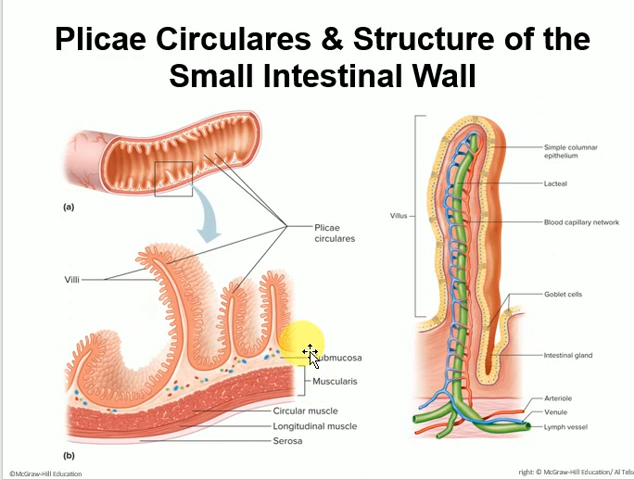 Plicae Circulares & Structure of the
Small Intestinal Wall
(a)
Plicae
circulares
Villi
Muscularis
Circular muscle
Longitudinal muscle
Serosa
(b)
Villus
Simple columnar
epithelium
Lacteal
Blood capillary network
Goblet cells
Intestinal gland
Arteriole
Venule
Lymph vessel
©McGraw-Hill Education
right: © McGraw-Hill Education/ Al